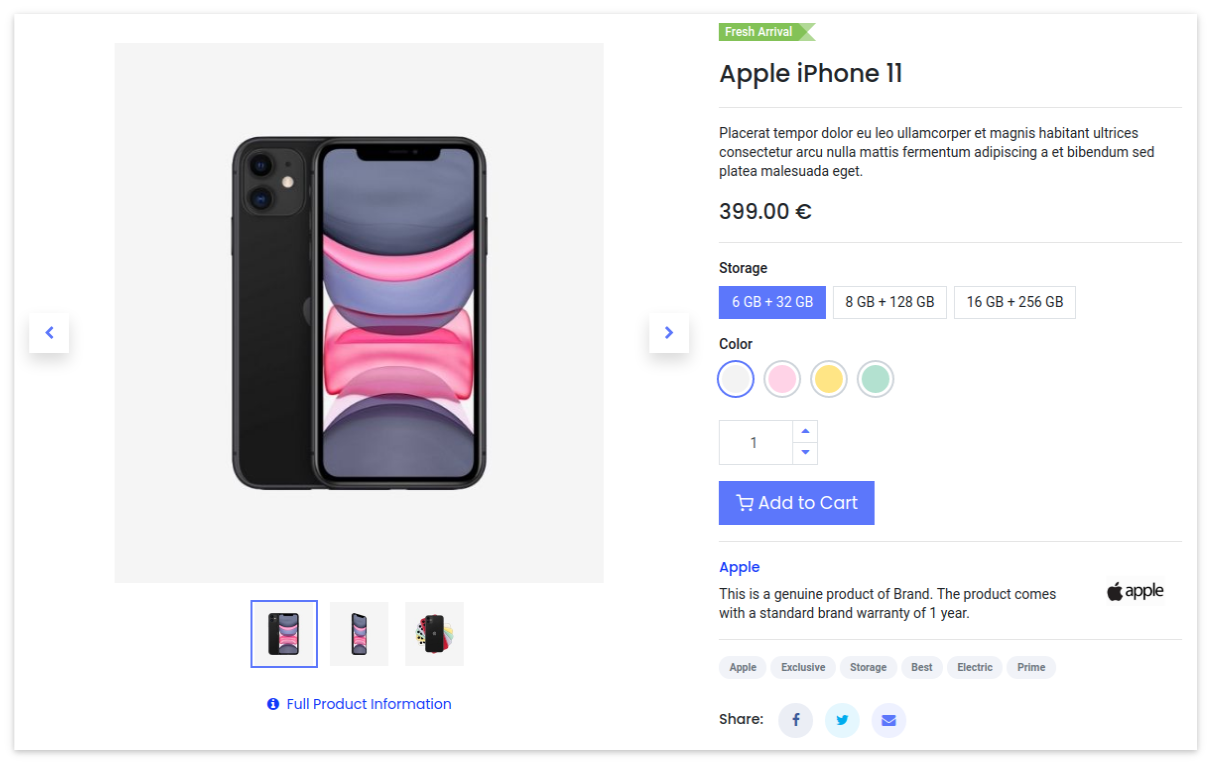 Fresh Arrival
Apple iPhone 11
Placerat tempor dolor eu leo ullamcorper et magnis habitant ultrices
consectetur arcu nulla mattis fermentum adipiscing a et bibendum sed
platea malesuada eget.
399.00 €
Storage
6 GB + 32 GB
8 GB + 128 GB
16 GB + 256 GB
Color
1
Add to Cart
Apple
This is a genuine product of Brand. The product comes
with a standard brand warranty of 1 year.
apple
Apple
Exclusive
Storage
Best
Electric
Prime
Share:
Full Product Information